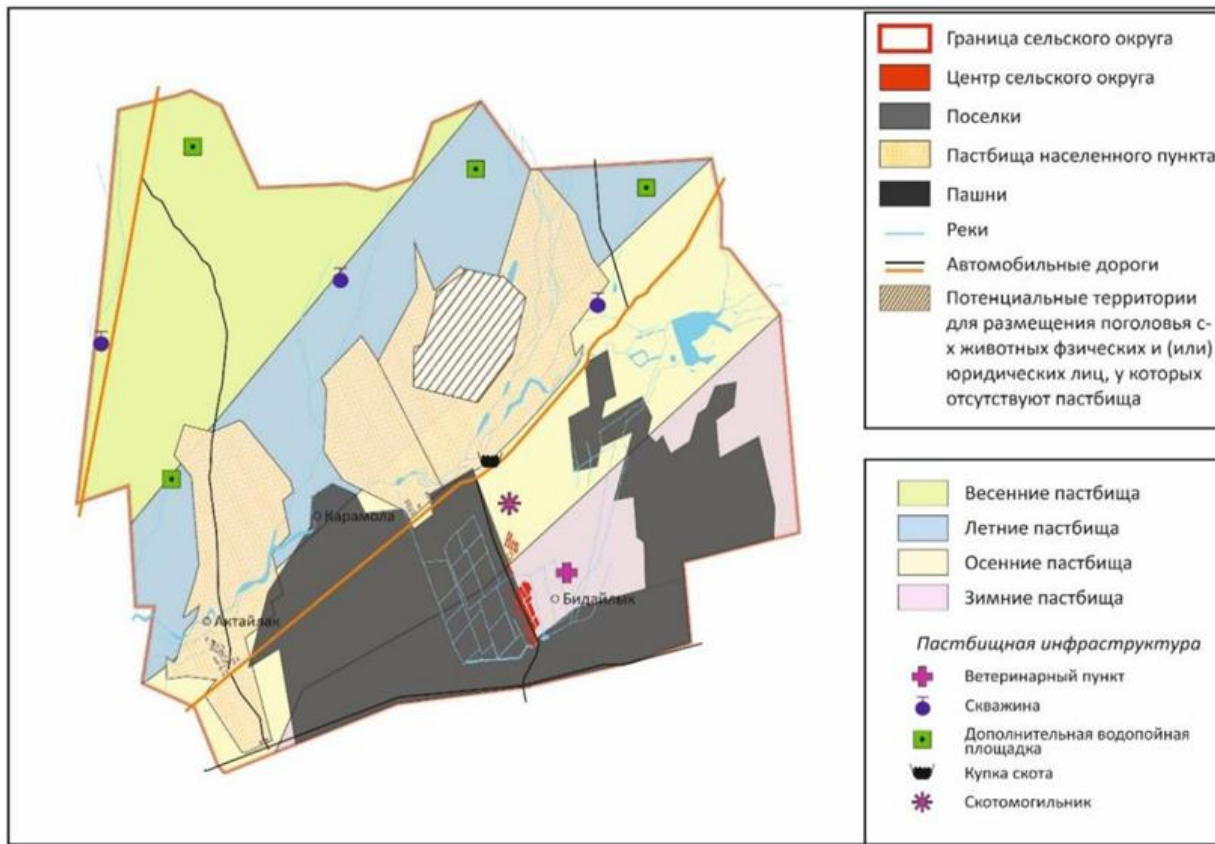 Граница сельского округа
Центр сельского округа
Поселки
Пастбища населенного пункта
Пашни
Реки
Автомобильные дороги
Потенциальные территории
для размещения поголовья с-
х животных фзических и (или)
юридических лиц, у которых
отсутствуют пастбища
Весенние пастбища
Летние пастбища
Осенние пастбища
Зимние пастбища
Пастбищная инфраструктура
Ветеринарный пункт
Скважина
Дополнительная водопойная
площадка
Купка скота
Скотомогильник
Карамола
Бидайлык
Актайлак